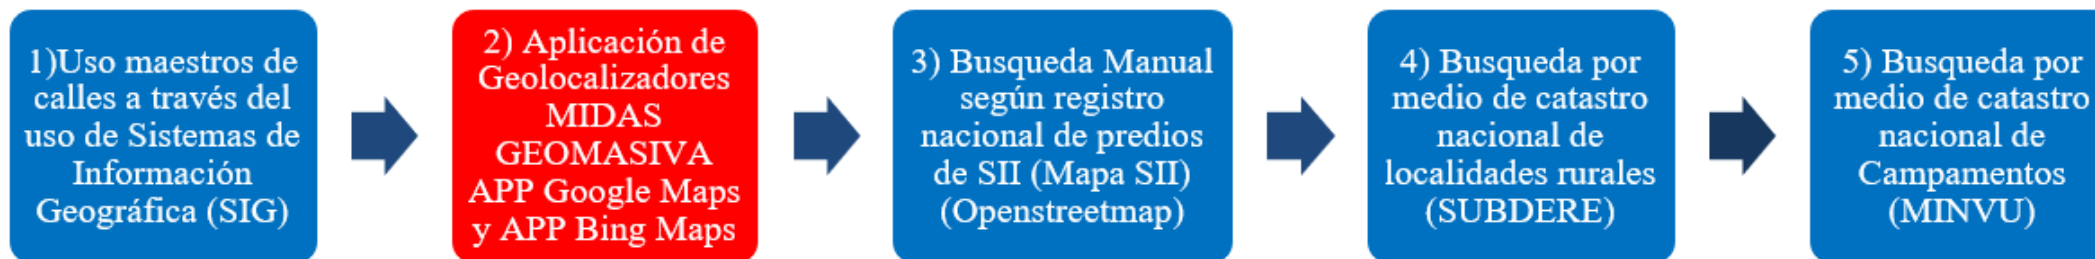 1)Uso maestros de
calles a través del
uso de Sistemas de
Información
Geográfica (SIG)
2) Aplicación de
Geolocalizadores
MIDAS
GEOMASIVA
APP Google Maps
y APP Bing Maps
3) Busqueda Manual
según registro
nacional de predios
de SII (Mapa SII)
(Openstreetmap)
4) Busqueda por
medio de catastro
nacional de
localidades rurales
(SUBDERE)
5) Busqueda por
medio de catastro
nacional de
Campamentos
(MINVU)